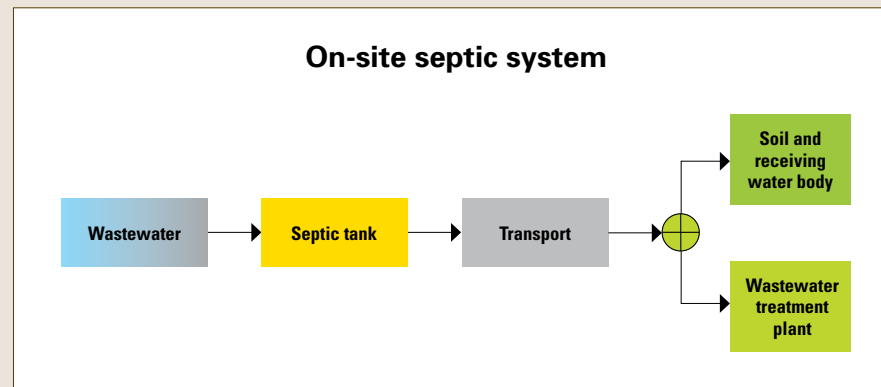 On-site septic system
Soil and
receiving
water body
Wastewater
Septic tank
Transport
Wastewater
treatment
plant